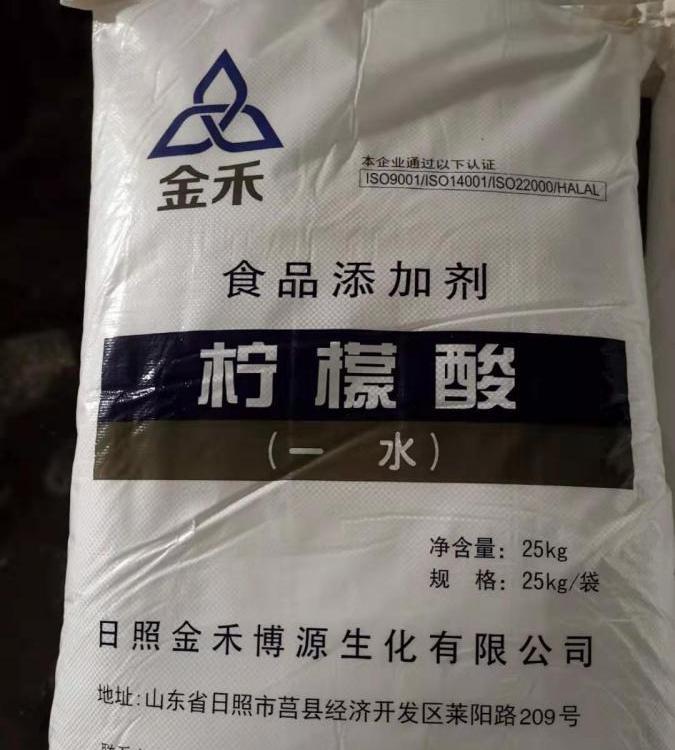 金禾
本企业通过以下认证
ISO9001/ISO14001/ISO22000/HALAL
食品添加剂
柠檬酸
(一 水)
净含量: 25kg
规 格: 25kg/袋
日照金禾博源生化有限公司
地址:山东省日照市莒县经济开发区莱阳路209号